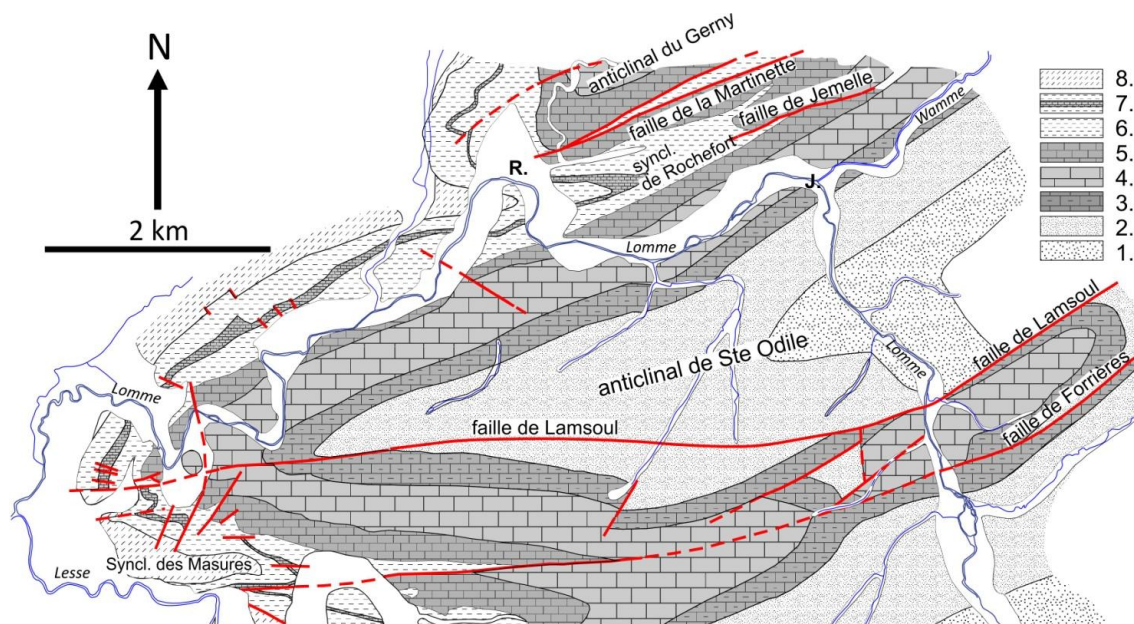 N
2 km
anticlinal du Gerny
faille de la Martinette
faille de Jemelle
syncl.
de Rochefort
Wamme
R.
J.
Lomme
8.
7.
6.
5.
4.
3.
2.
1.
anticlinal de Ste Odile
Lomme
faille de Lamsoul
faille de Forrières
Lomme
faille de Lamsoul
Syncl. des Masures
Lesse